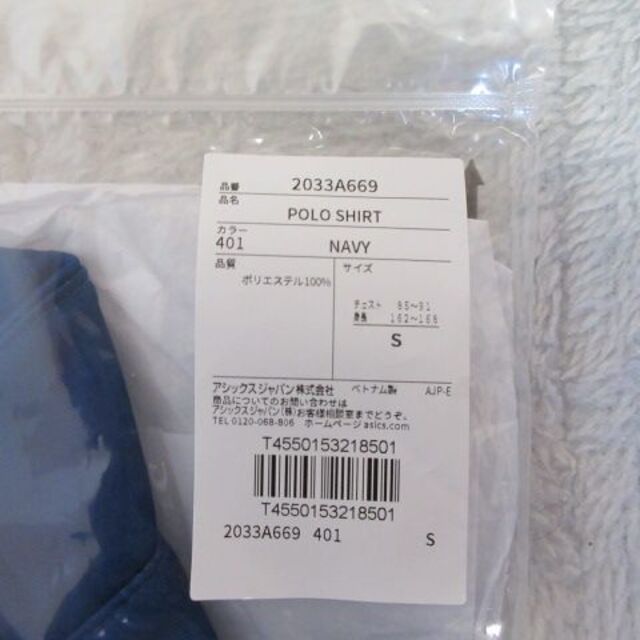 品番 2033A669
品名
POLO SHIRT
カラー
401 NAVY
品質 サイズ
ポリエステル100%
チェスト 85~91
身長 162~168
S
アシックスジャパン株式会社 ベトナム製 AJP-E
商品についてのお問い合わせは
アシックスジャパン(株)お客様相談室までどうぞ。
TEL 0120-068-806 ホームページasics.com
T4550153218501
T4550153218501
2033A669 401 S